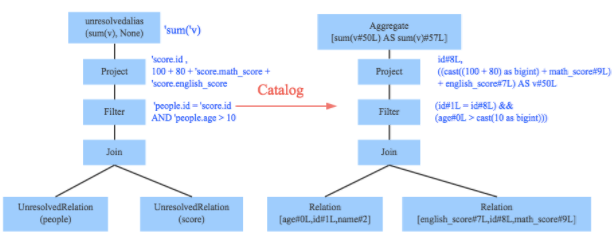 unresolvedalias
(sum(v), None)
'sum('v)
Project
'score.id ,
100 + 80 + 'score.math_score +
'score.english_score
Filter
'people.id = 'score.id
AND 'people.age > 10
Join
UnresolvedRelation
(people)
UnresolvedRelation
(score)
Catalog
Aggregate
[sum(v#50L) AS sum(v)#57L]
Project
id#8L,
((cast((100 + 80) as bigint) + math_score#9L)
+ english_score#7L) AS v#50L
Filter
(id#1L = id#8L) &&
(age#0L > cast(10 as bigint)))
Join
Relation
[age#0L,id#1L,name#2]
Relation
[english_score#7L,id#8L,math_score#9L]